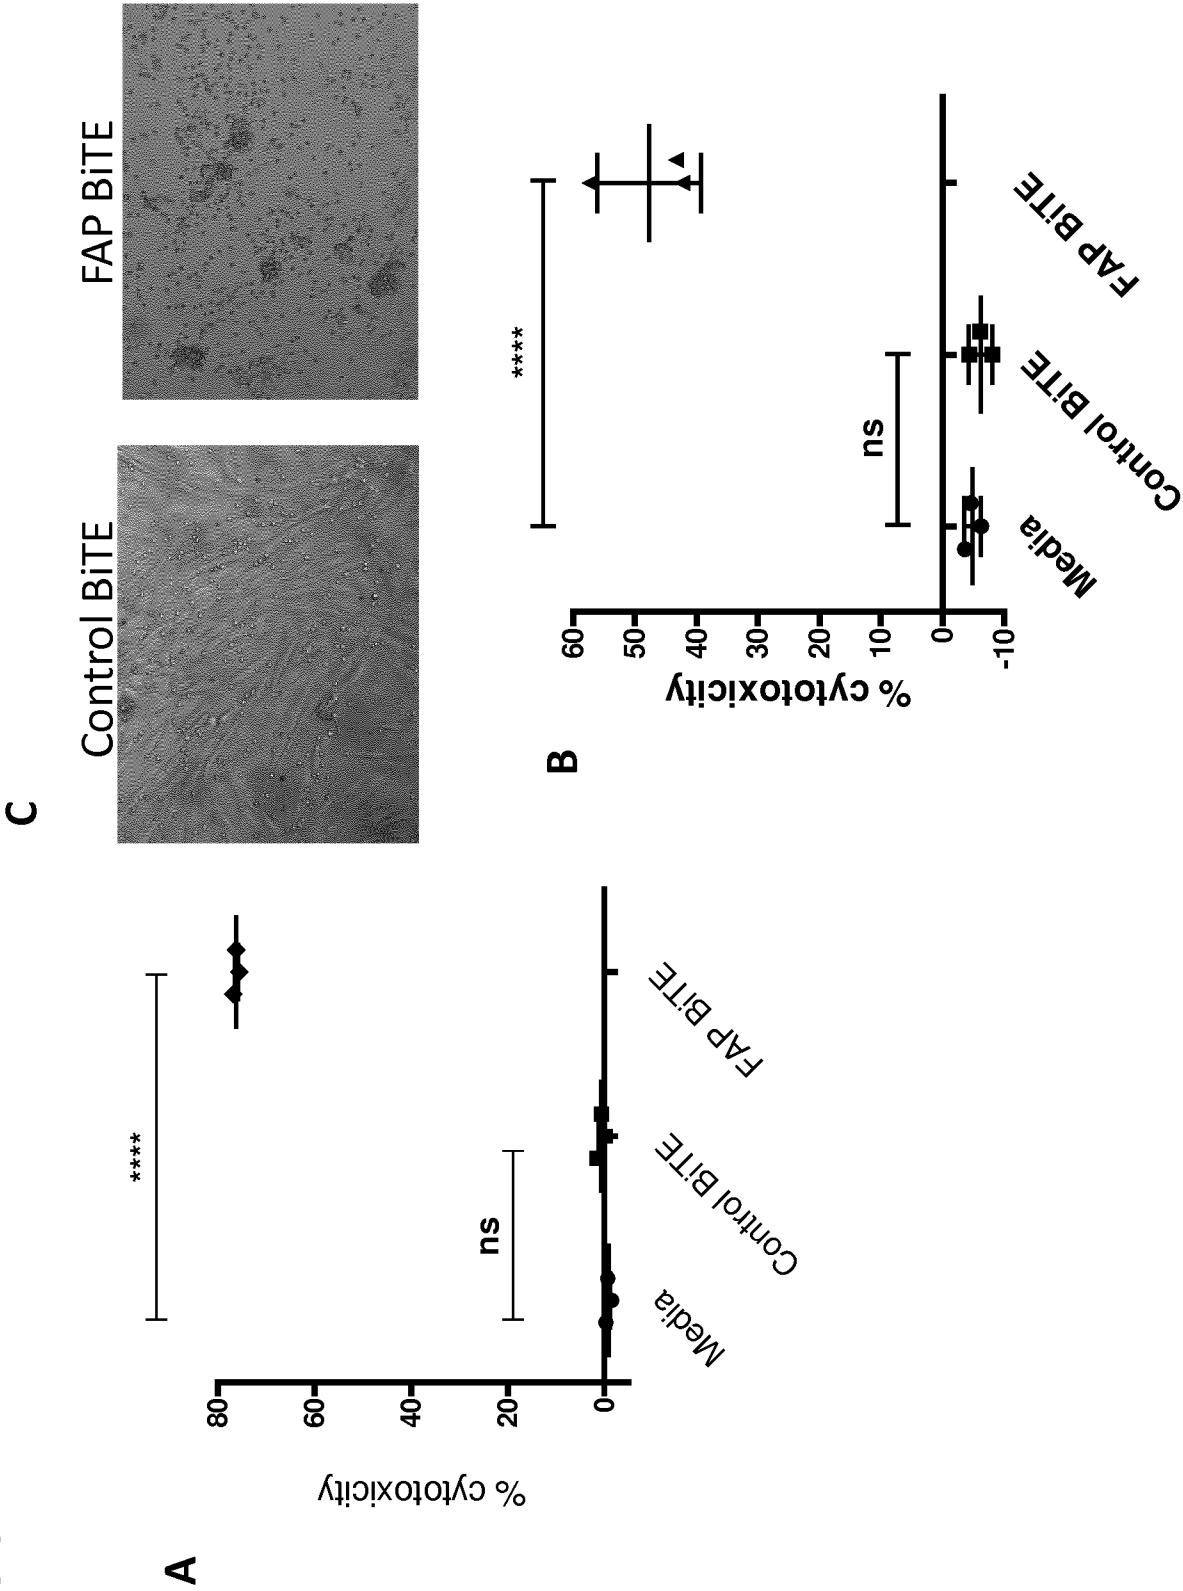 A
% cytotoxicity
80
60
40
20
0
****
ns
Media
Control BiTE
FAP BiTE
C
Control BiTE
FAP BiTE
B
% cytotoxicity
60
50
40
30
20
10
0
-10
****
ns
Media
Control BiTE
FAP BiTE